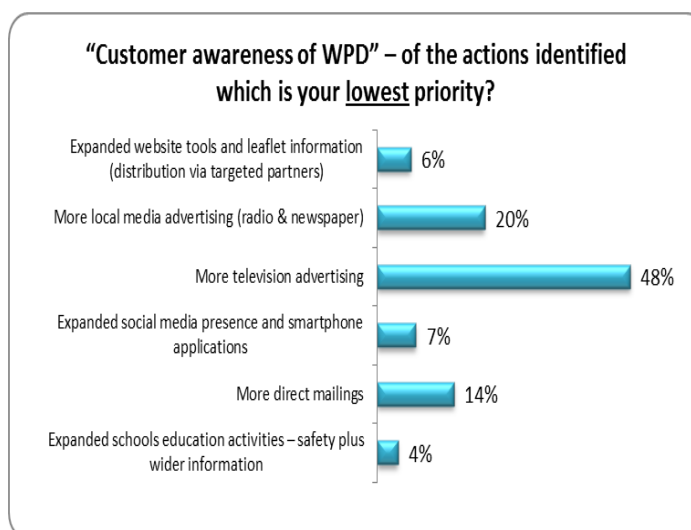 “Customer awareness of WPD” – of the actions identified
which is your lowest priority?
Expanded website tools and leaflet information
(distribution via targeted partners)
6%
More local media advertising (radio & newspaper)
20%
More television advertising
48%
Expanded social media presence and smartphone
applications
7%
More direct mailings
14%
Expanded schools education activities – safety plus
wider information
4%